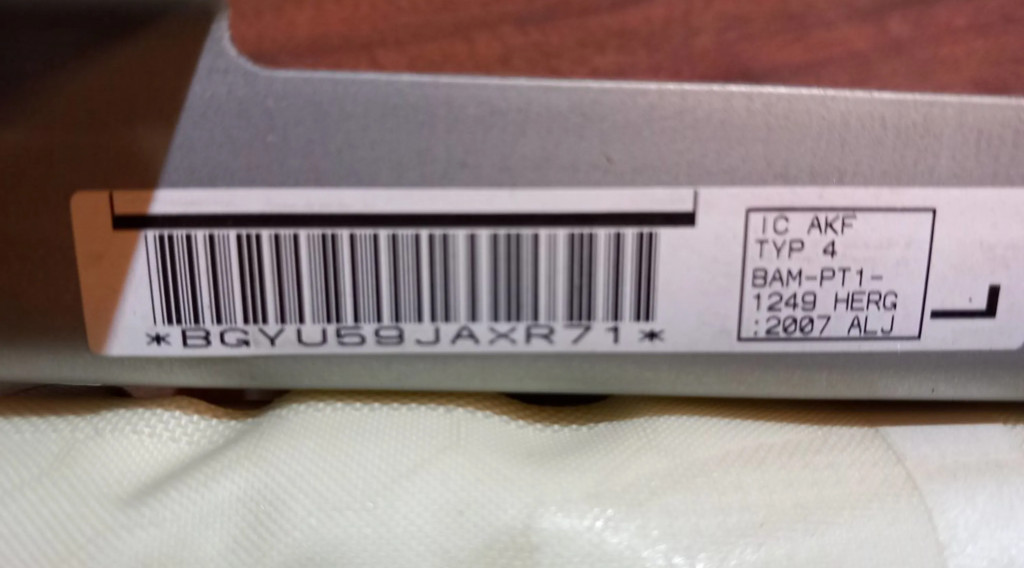 *BGYU59JAXR71*
IC AKF
TYP 4
BAM-PT1-
1249 HERG
:2007 ALJ